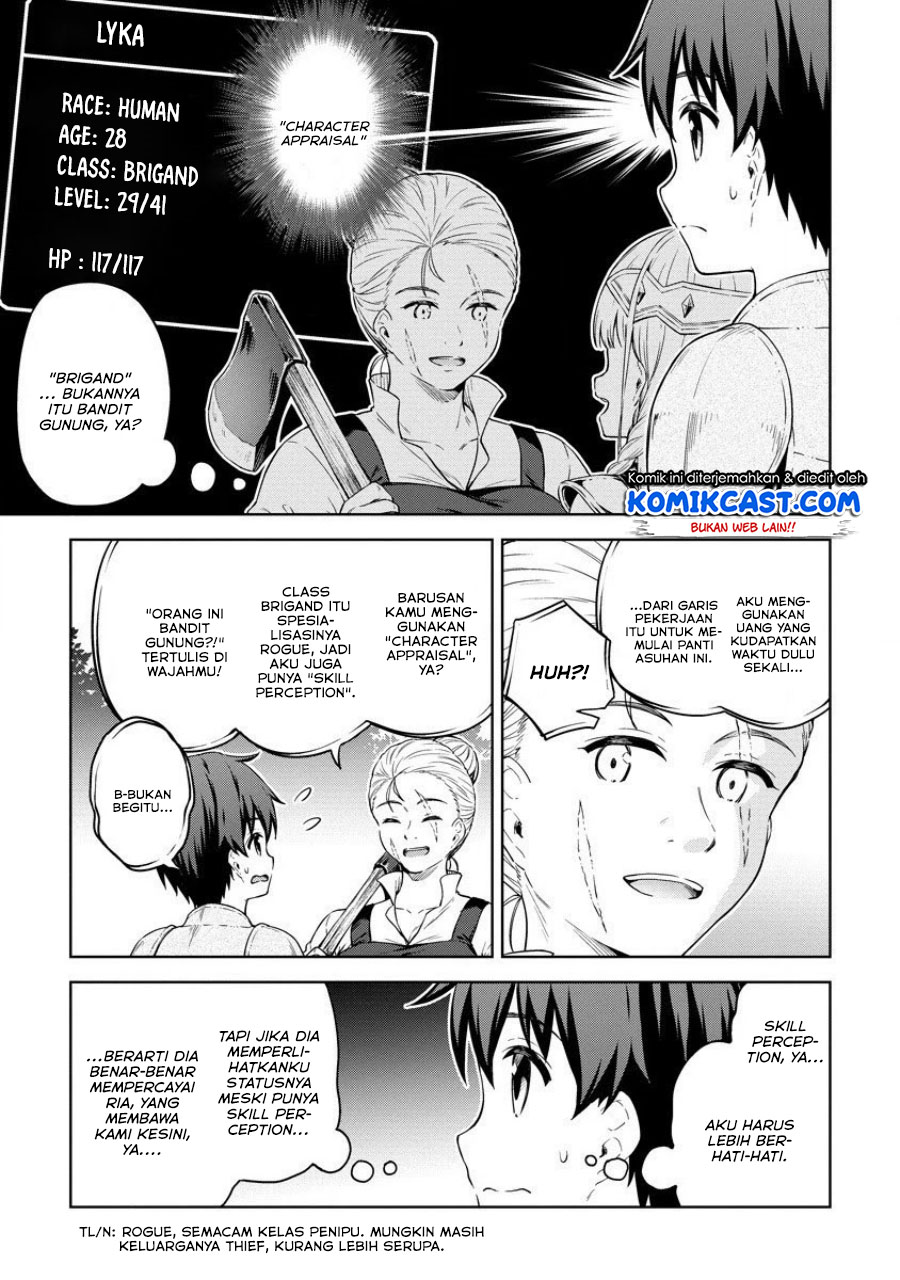 LYKA
RACE: HUMAN
AGE: 28
CLASS: BRIGAND
LEVEL: 29/41
HP : 117/117
"CHARACTER
APPRAISAL"
"BRIGAND"
... BUKANNYA
ITU BANDIT
GUNUNG, YA?
Komik ini diterjemahkan & diedit oleh
KOMIKCAST.COM
BUKAN WEB LAIN!!
AKU MENG-
GUNAKAN
UANG YANG
KUDAPATKAN
WAKTU DULU
SEKALI...
...DARI GARIS
PEKERJAAN
ITU UNTUK ME-
MULAI PANTI
ASUHAN INI.
HUH?!
BARUSAN
KAMU MENG-
GUNAKAN
"CHARACTER
APPRAISAL",
YA?
CLASS
BRIGAND ITU
SPESIA-
LISASINYA
ROGUE, JADI
AKU JUGA
PUNYA "SKILL
PERCEPTION".
"ORANG INI
BANDIT
GUNUNG?!"
TERTULIS DI
WAJAHMU!
B-BUKAN
BEGITU...
SKILL
PERCEP-
TION, YA...
AKU HARUS
LEBIH BER-
HATI-HATI.
TAPI JIKA DIA
MEMPERLI-
HATKANKU
STATUSNYA
MESKI PUNYA
SKILL PER-
CEPTION...
...BERARTI DIA
BENAR-BENAR
MEMPERCAYAI
RIA, YANG
MEMBAWA
KAMI KESINI,
YA....
TL/N: ROGUE, SEMACAM KELAS PENIPU. MUNGKIN MASIH
KELUARGANYA THIEF, KURANG LEBIH SERUPA.